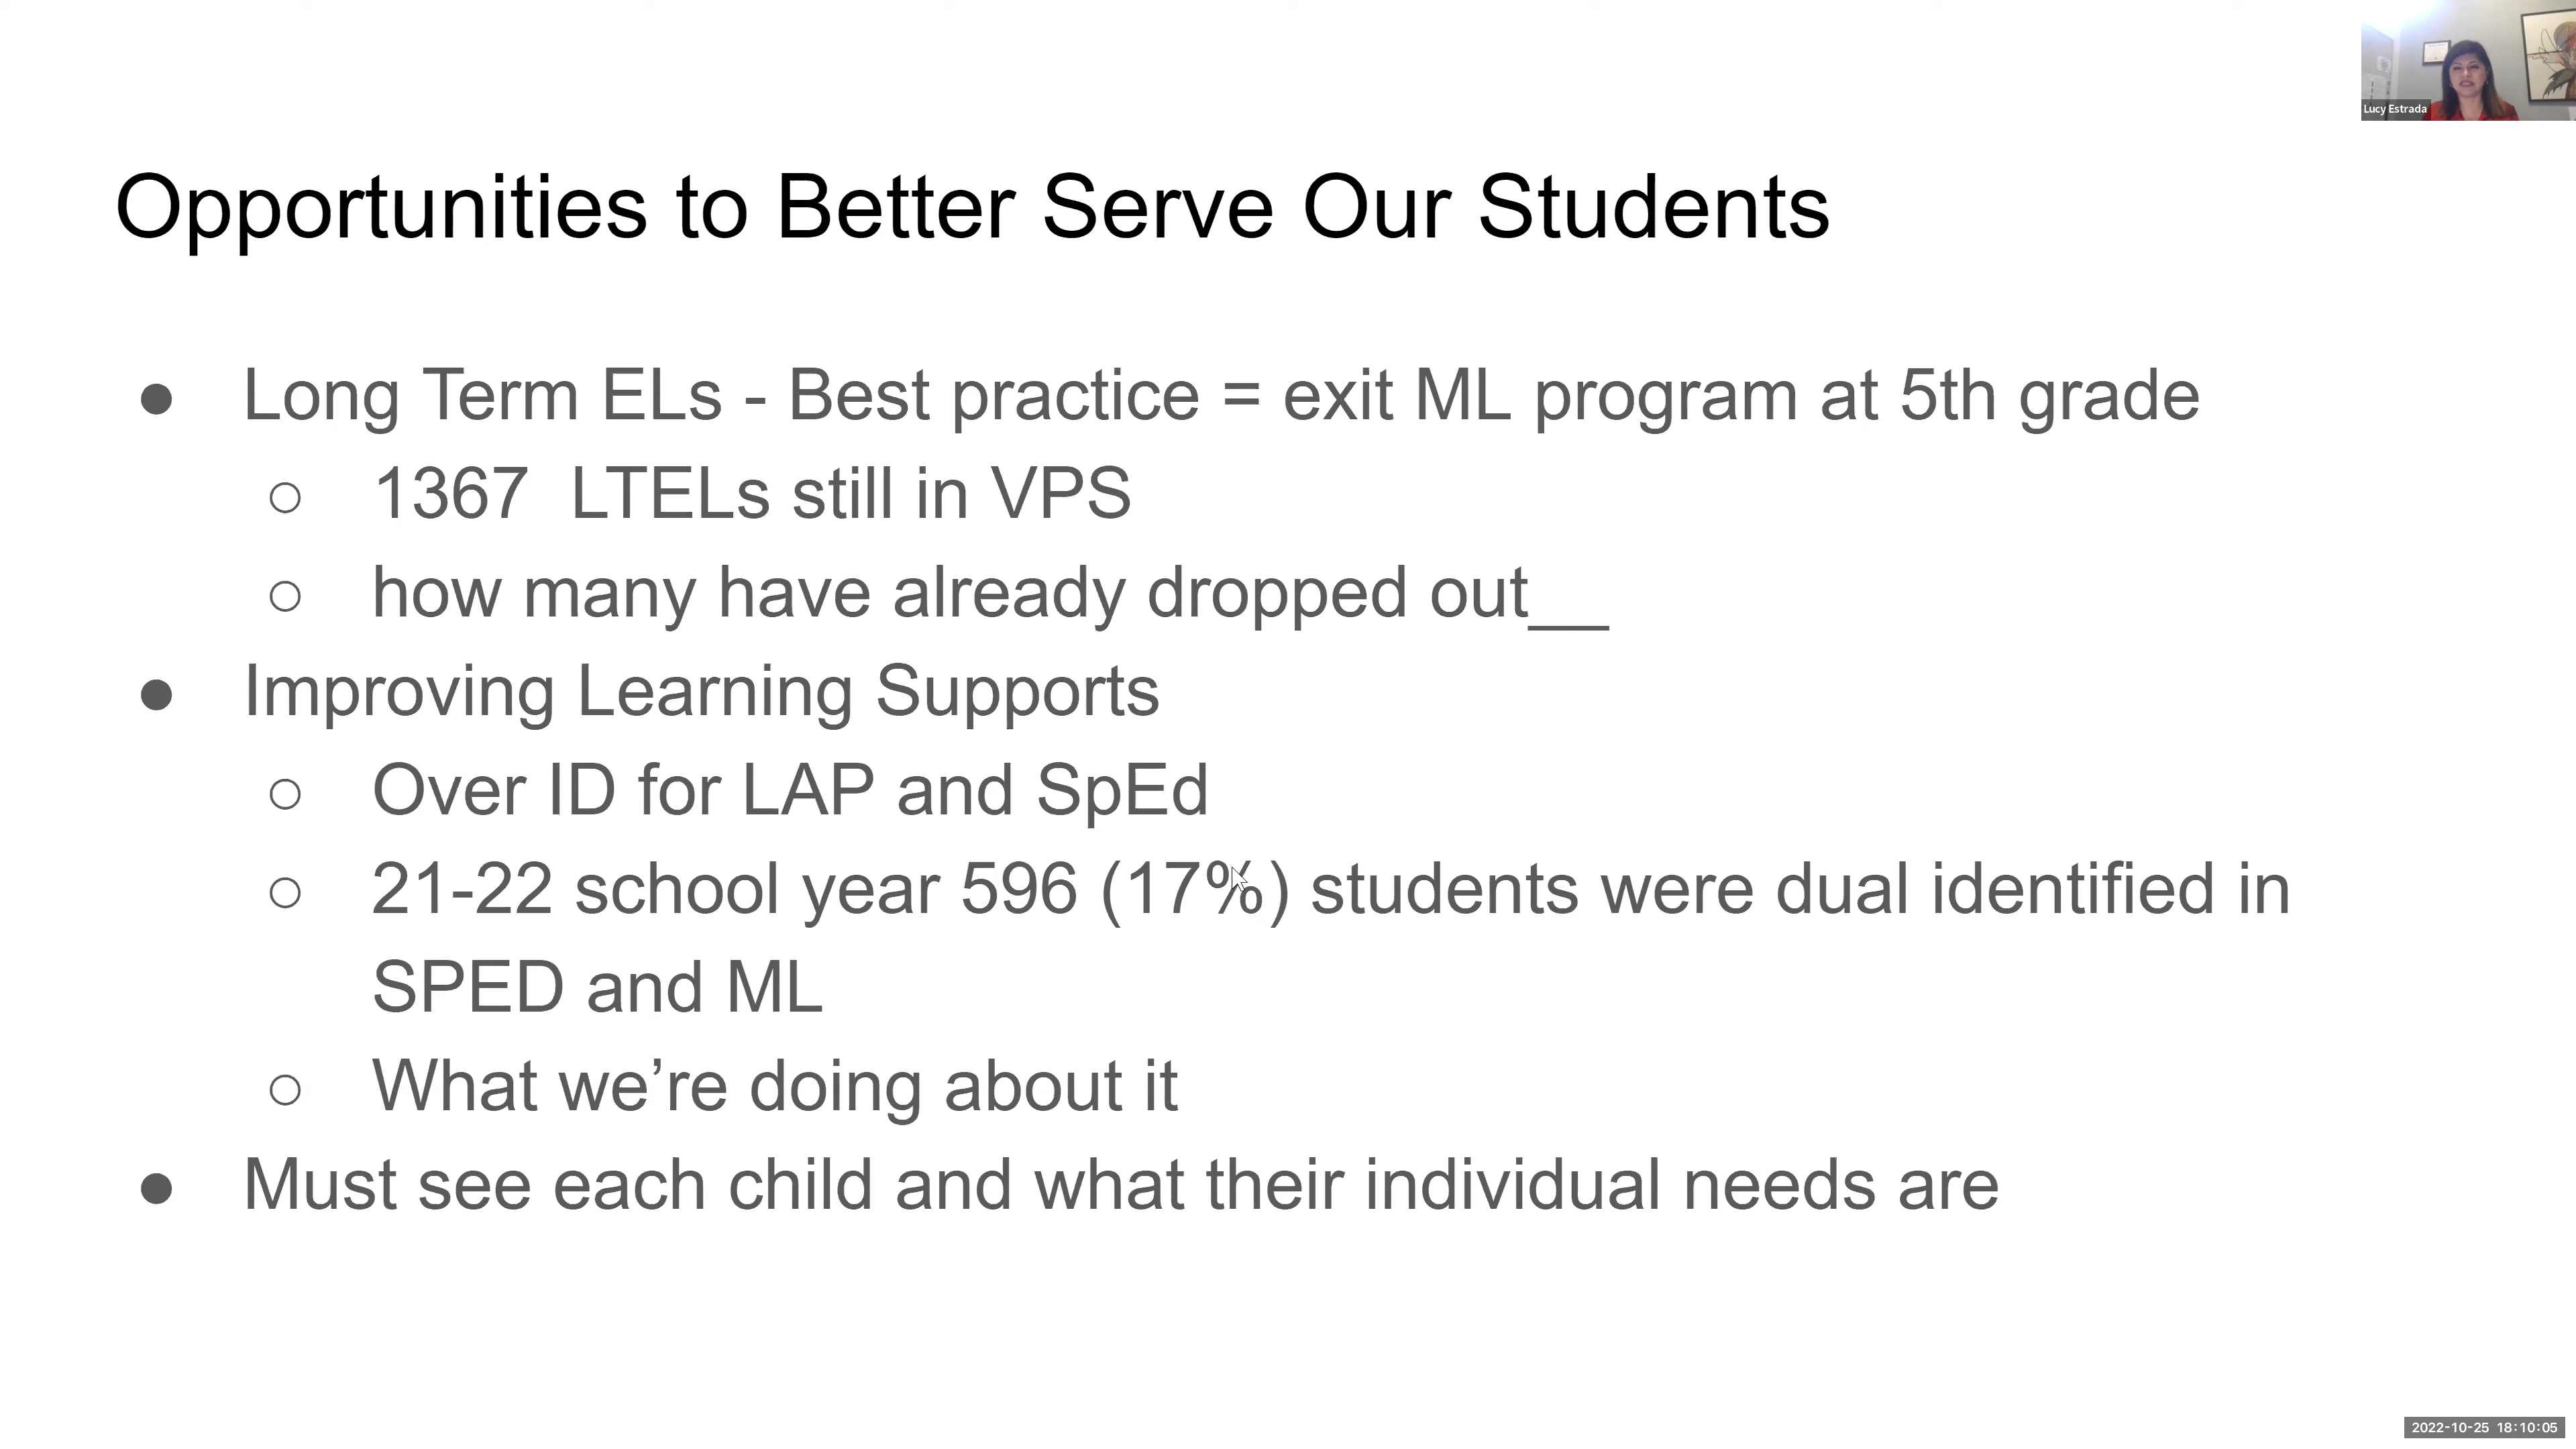 Lucy Estrada
Opportunities to Better Serve Our Students
● Long Term ELs - Best practice = exit ML program at 5th grade
○ 1367  LTELs still in VPS
○ how many have already dropped out__
● Improving Learning Supports
○ Over ID for LAP and SpEd
○ 21-22 school year 596 (17%) students were dual identified in
SPED and ML
○ What we’re doing about it
● Must see each child and what their individual needs are
2022-10-25 18:10:05